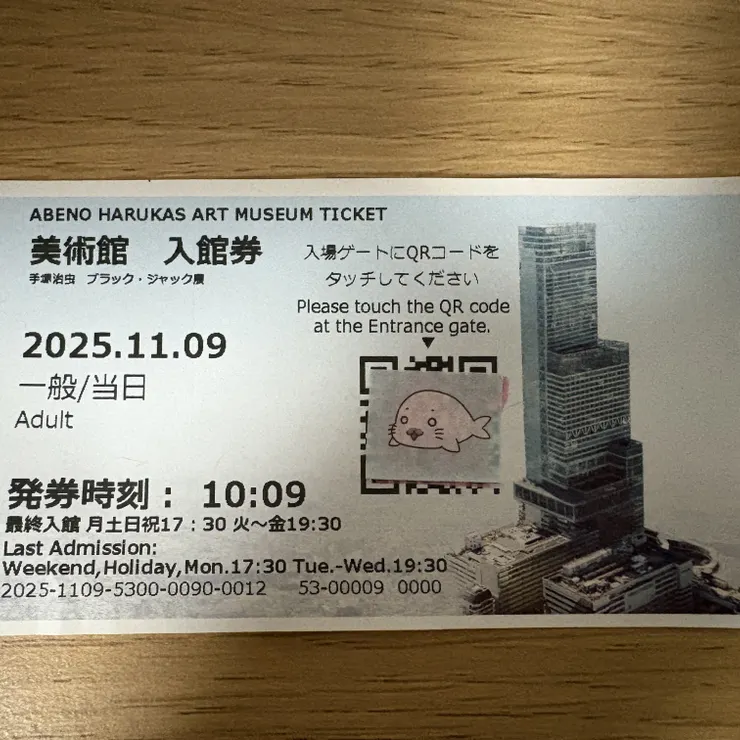 ABENO HARUKAS ART MUSEUM TICKET
美術館　入館券
手塚治虫　ブラック・ジャック展
入場ゲートにQRコードを
タッチしてください
Please touch the QR code
at the Entrance gate.
2025.11.09
一般/当日
Adult
発券時刻： 10:09
最終入館 月土日祝17：30 火～金19:30
Last Admission:
Weekend,Holiday,Mon.17:30 Tue.-Wed.19:30
2025-1109-5300-0090-0012 53-00009 0000